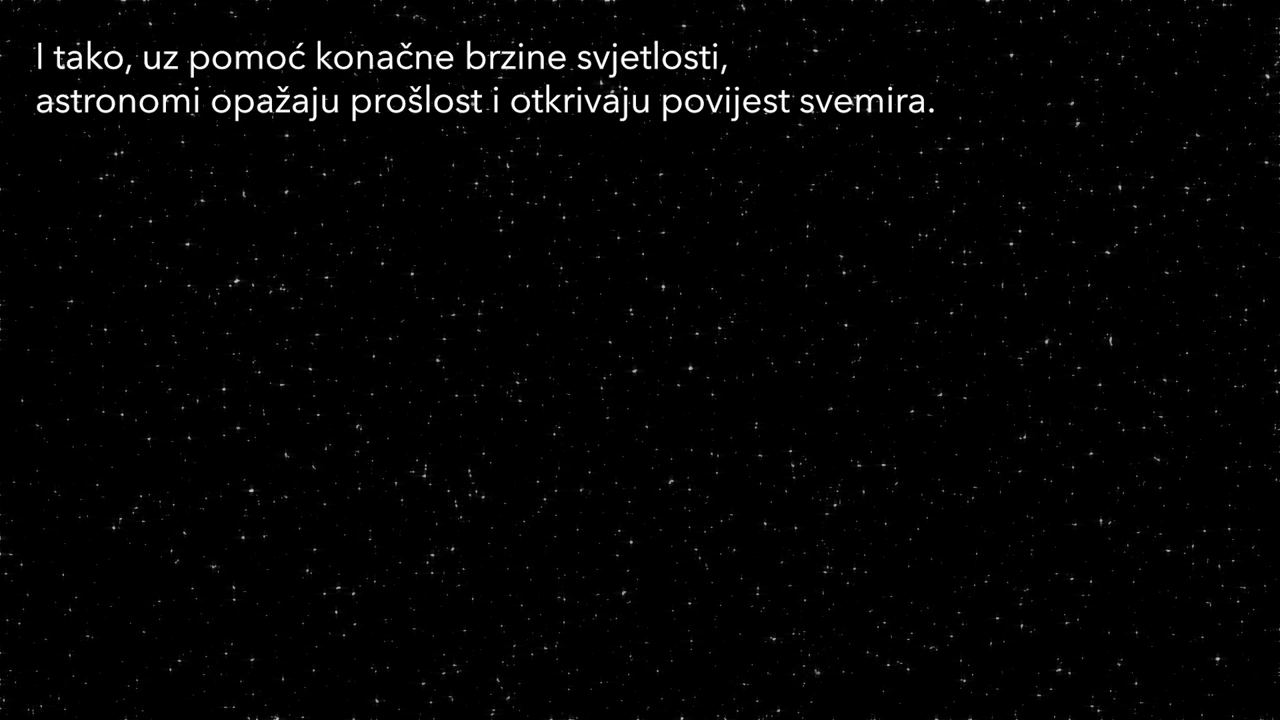 I tako, uz pomoć konačne brzine svjetlosti,
astronomi opažaju prošlost i otkrivaju povijest svemira.